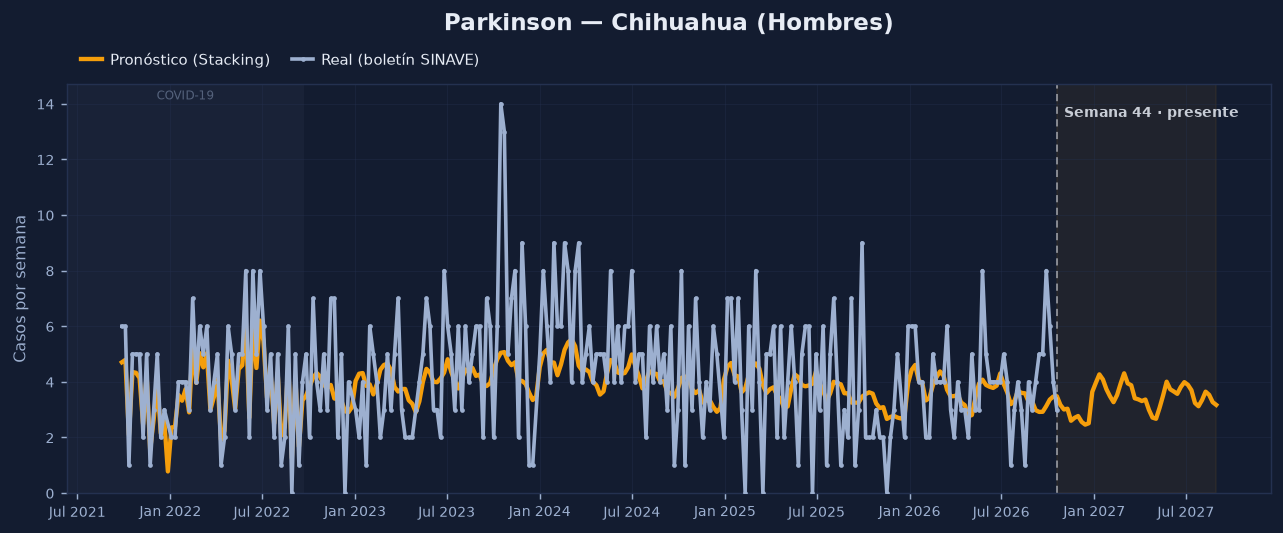 Parkinson — Chihuahua (Hombres)
Pronóstico (Stacking) Real (boletín SINAVE)
COVID-19
Semana 44 · presente
Casos por semana
14
12
10
8
6
4
2
0
Jul 2021 Jan 2022 Jul 2022 Jan 2023 Jul 2023 Jan 2024 Jul 2024 Jan 2025 Jul 2025 Jan 2026 Jul 2026 Jan 2027 Jul 2027